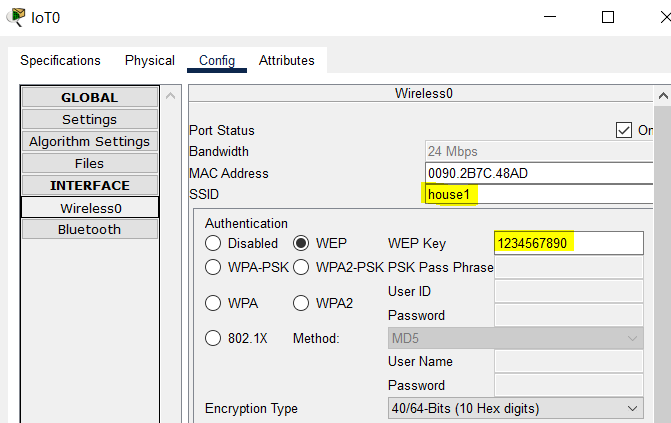 IoT0
Specifications Physical Config Attributes
GLOBAL
Settings
Algorithm Settings
Files
INTERFACE
Wireless0
Bluetooth
Wireless0
Port Status On
Bandwidth 24 Mbps
MAC Address 0090.2B7C.48AD
SSID house1
Authentication
Disabled WEP WEP Key 1234567890
WPA-PSK WPA2-PSK PSK Pass Phrase
User ID
WPA WPA2
Password
802.1X Method: MD5
User Name
Password
Encryption Type 40/64-Bits (10 Hex digits)